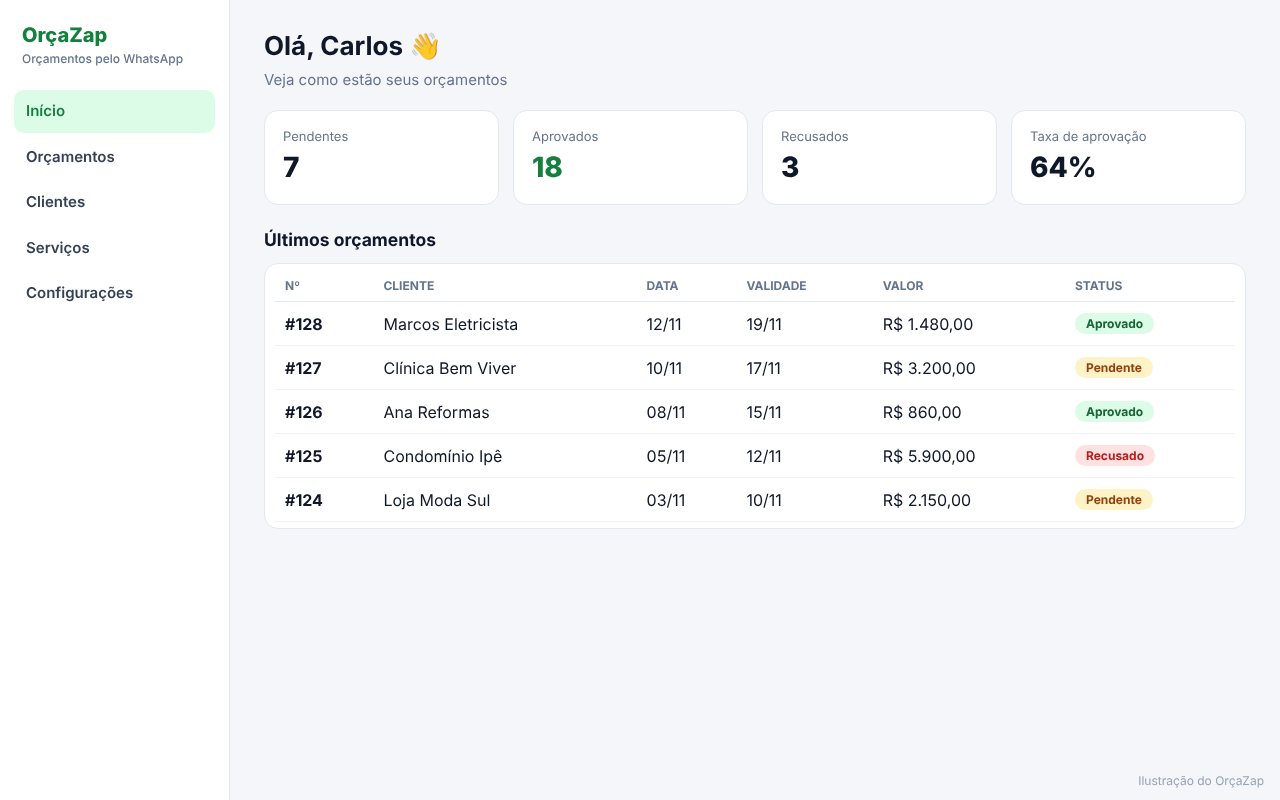 OrçaZap
Orçamentos pelo WhatsApp
Início
Orçamentos
Clientes
Serviços
Configurações
Olá, Carlos 👋
Veja como estão seus orçamentos
Pendentes
7
Aprovados
18
Recusados
3
Taxa de aprovação
64%
Últimos orçamentos
Nº CLIENTE DATA VALIDADE VALOR STATUS
#128 Marcos Eletricista 12/11 19/11 R$ 1.480,00 Aprovado
#127 Clínica Bem Viver 10/11 17/11 R$ 3.200,00 Pendente
#126 Ana Reformas 08/11 15/11 R$ 860,00 Aprovado
#125 Condomínio Ipê 05/11 12/11 R$ 5.900,00 Recusado
#124 Loja Moda Sul 03/11 10/11 R$ 2.150,00 Pendente
Ilustração do OrçaZap